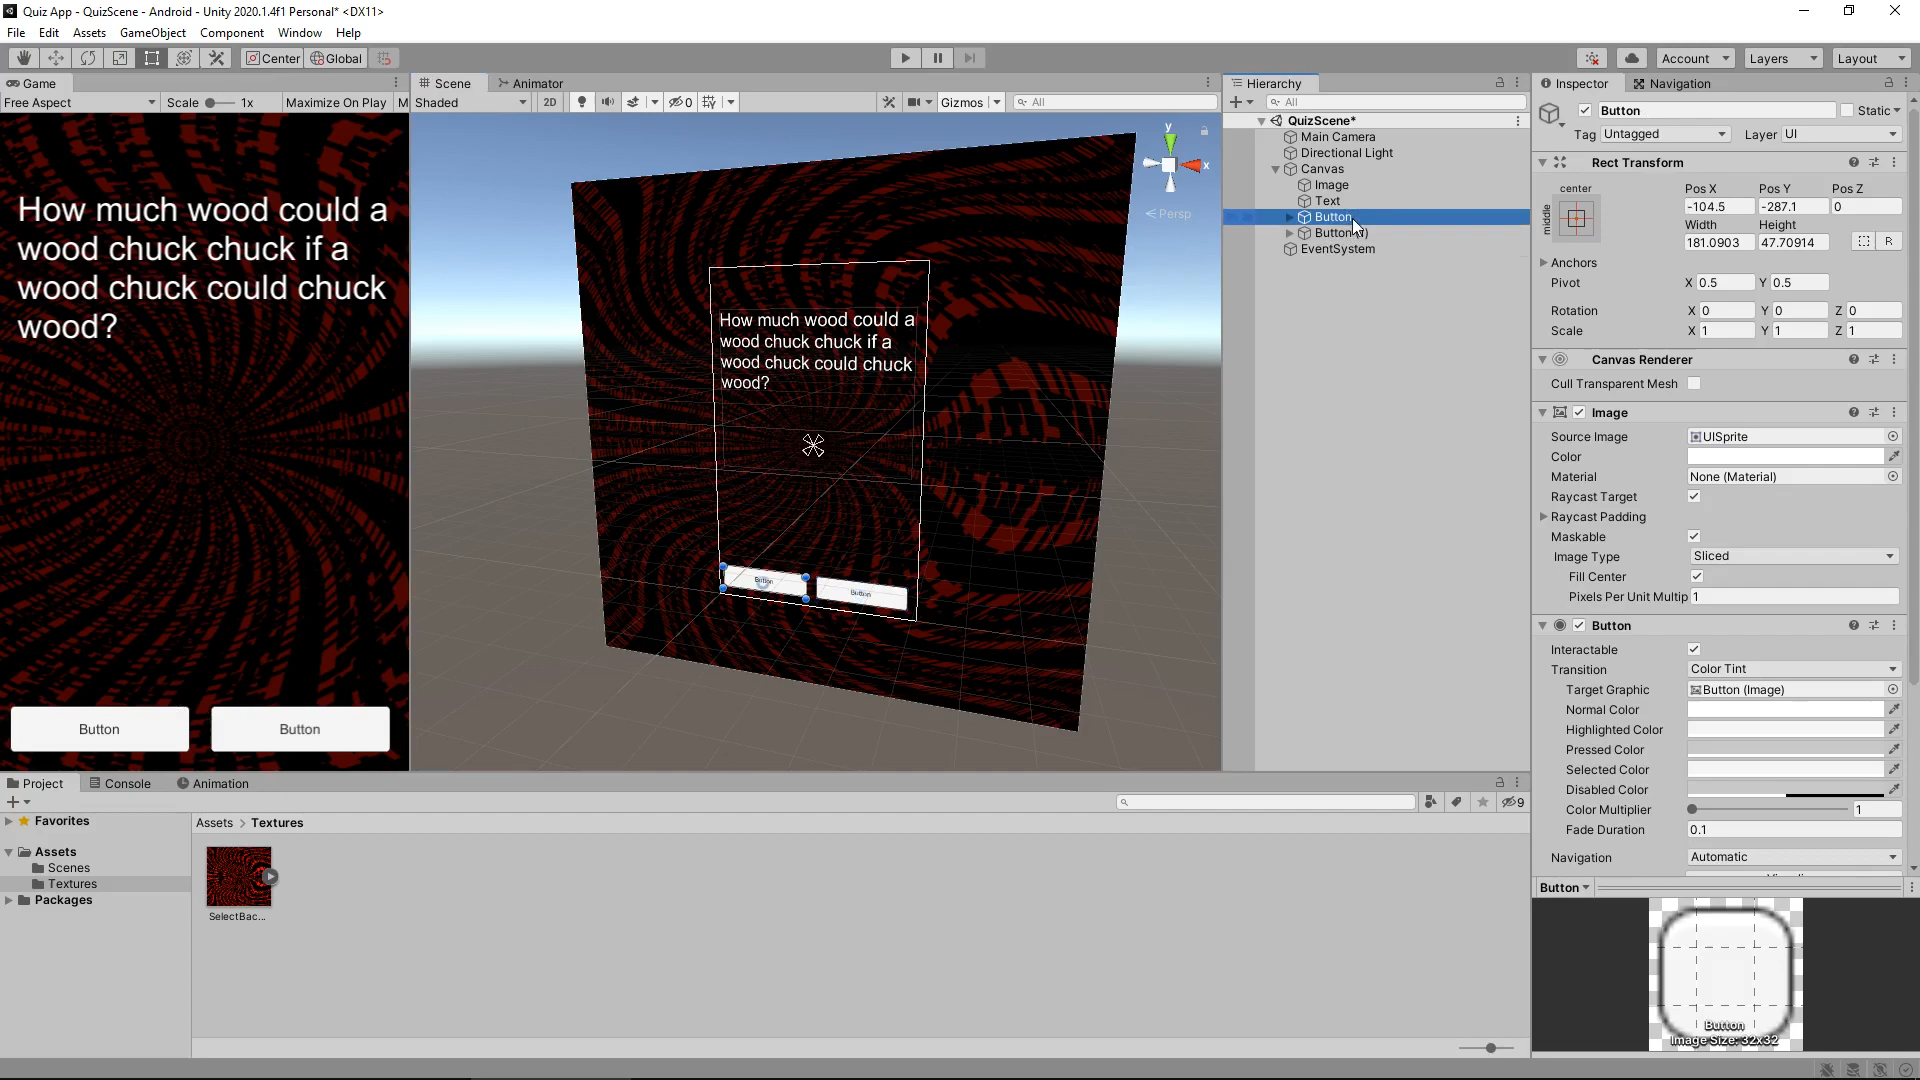 Quiz App - QuizScene - Android - Unity 2020.1.4f1 Personal* <DX11>
File Edit Assets GameObject Component Window Help
Center Global
Account Layers Layout
Game
Free Aspect Scale 1x Maximize On Play M
How much wood could a
wood chuck chuck if a
wood chuck could chuck
wood?
Button Button
Scene Animator
Shaded 2D 0 Gizmos All
y
x
Persp
How much wood could a
wood chuck chuck if a
wood chuck could chuck
wood?
Button
Button
Hierarchy
All
QuizScene*
Main Camera
Directional Light
Canvas
Image
Text
Button
Button
EventSystem
Inspector Navigation
Button Static
Tag Untagged Layer UI
Rect Transform
center
middle
Pos X Pos Y Pos Z
-104.5 -287.1 0
Width Height
181.0903 47.70914 R
Anchors
Pivot X 0.5 Y 0.5
Rotation X 0 Y 0 Z 0
Scale X 1 Y 1 Z 1
Canvas Renderer
Cull Transparent Mesh
Image
Source Image UISprite
Color
Material None (Material)
Raycast Target
Raycast Padding
Maskable
Image Type Sliced
Fill Center
Pixels Per Unit Multip 1
Button
Interactable
Transition Color Tint
Target Graphic Button (Image)
Normal Color
Highlighted Color
Pressed Color
Selected Color
Disabled Color
Color Multiplier 1
Fade Duration 0.1
Navigation Automatic
Button
Button
Image Size: 32x32
Project Console Animation
9
Favorites
Assets
Scenes
Textures
Packages
Assets > Textures
SelectBac...